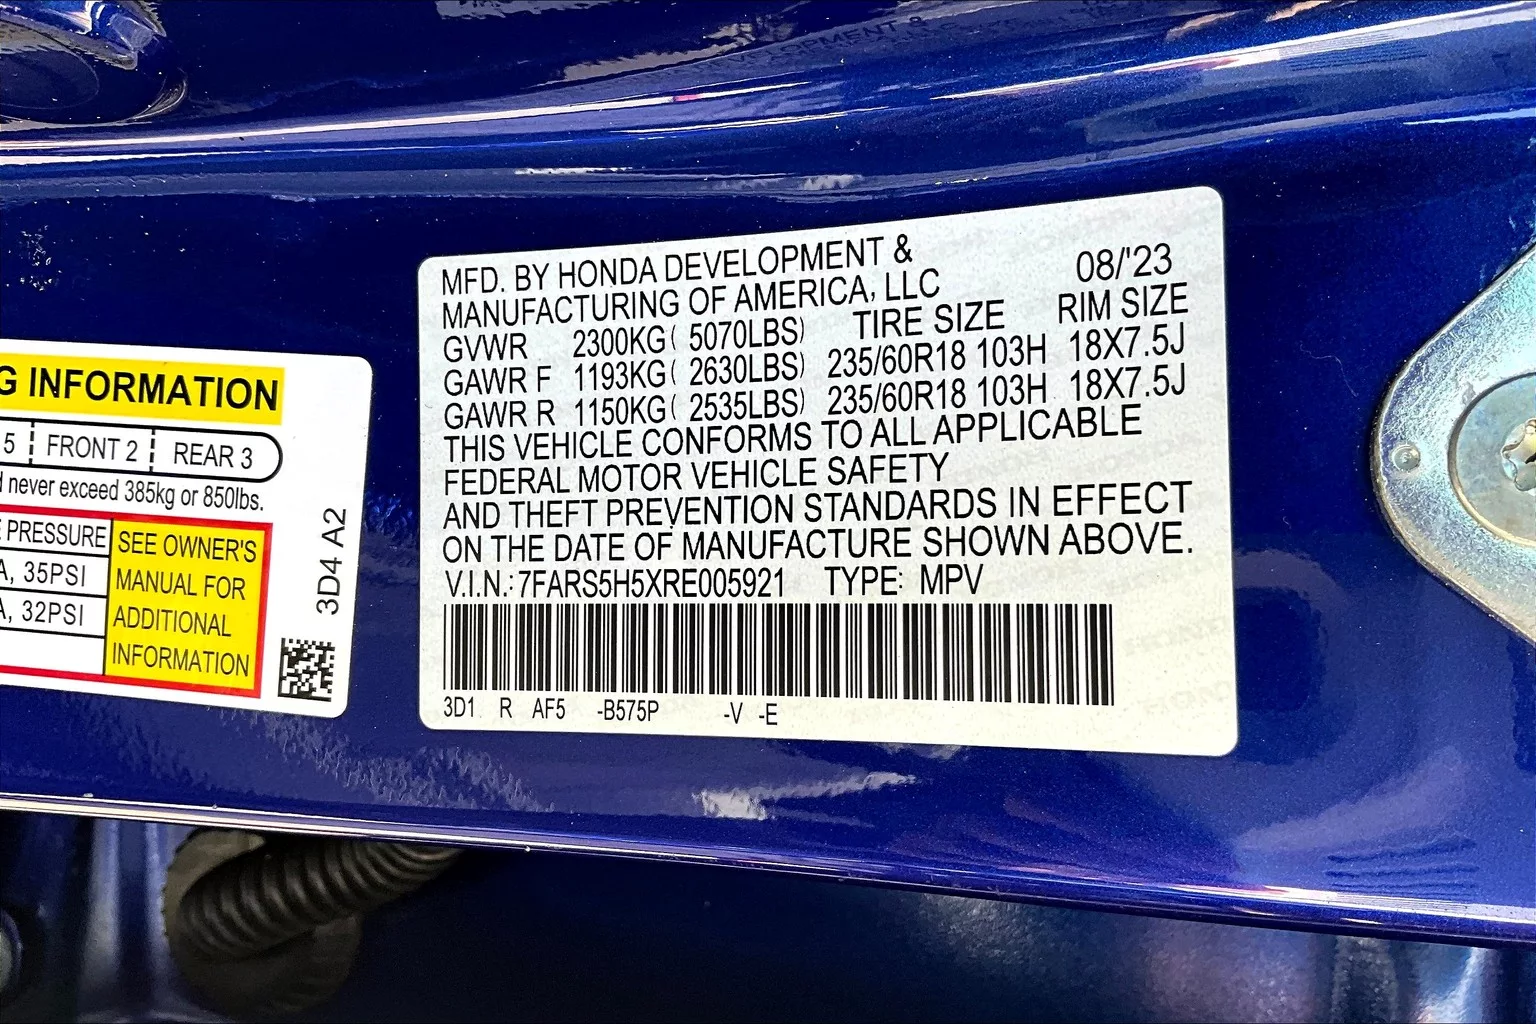 G INFORMATION
5 FRONT 2 REAR 3
never exceed 385kg or 850lbs.
PRESSURE
A, 35PSI
A, 32PSI
SEE OWNER'S
MANUAL FOR
ADDITIONAL
INFORMATION
3D4 A2
MFD. BY HONDA DEVELOPMENT &
MANUFACTURING OF AMERICA, LLC 08/'23
GVWR 2300KG( 5070LBS) TIRE SIZE RIM SIZE
GAWR F 1193KG( 2630LBS) 235/60R18 103H 18X7.5J
GAWR R 1150KG( 2535LBS) 235/60R18 103H 18X7.5J
THIS VEHICLE CONFORMS TO ALL APPLICABLE
FEDERAL MOTOR VEHICLE SAFETY
AND THEFT PREVENTION STANDARDS IN EFFECT
ON THE DATE OF MANUFACTURE SHOWN ABOVE.
V.I.N.: 7FARS5H5XRE005921 TYPE: MPV
3D1 R AF5 -B575P -V -E